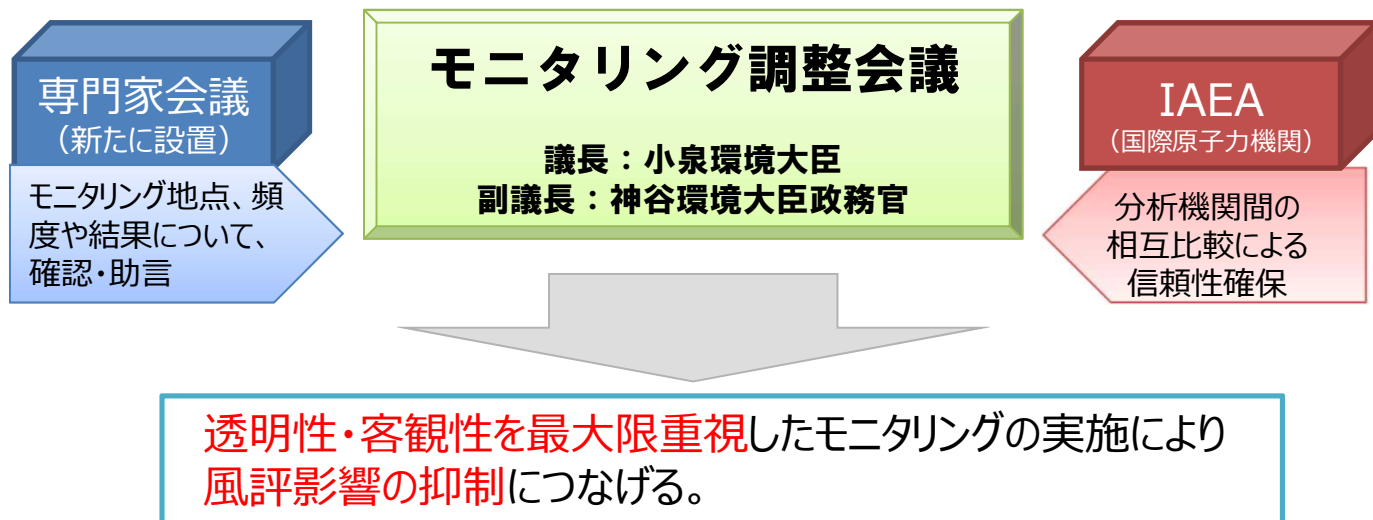 専門家会議
（新たに設置）
モニタリング地点、頻
度や結果について、
確認・助言
モニタリング調整会議
議長：小泉環境大臣
副議長：神谷環境大臣政務官
IAEA
（国際原子力機関）
分析機関間の
相互比較による
信頼性確保
透明性・客観性を最大限重視したモニタリングの実施により
風評影響の抑制につなげる。